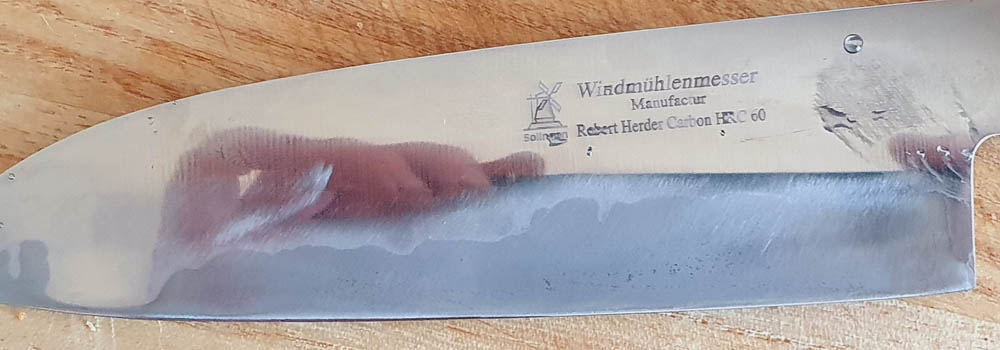 Windmühlenmesser
Manufactur
Solingen
Robert Herder Carbon HRC 60